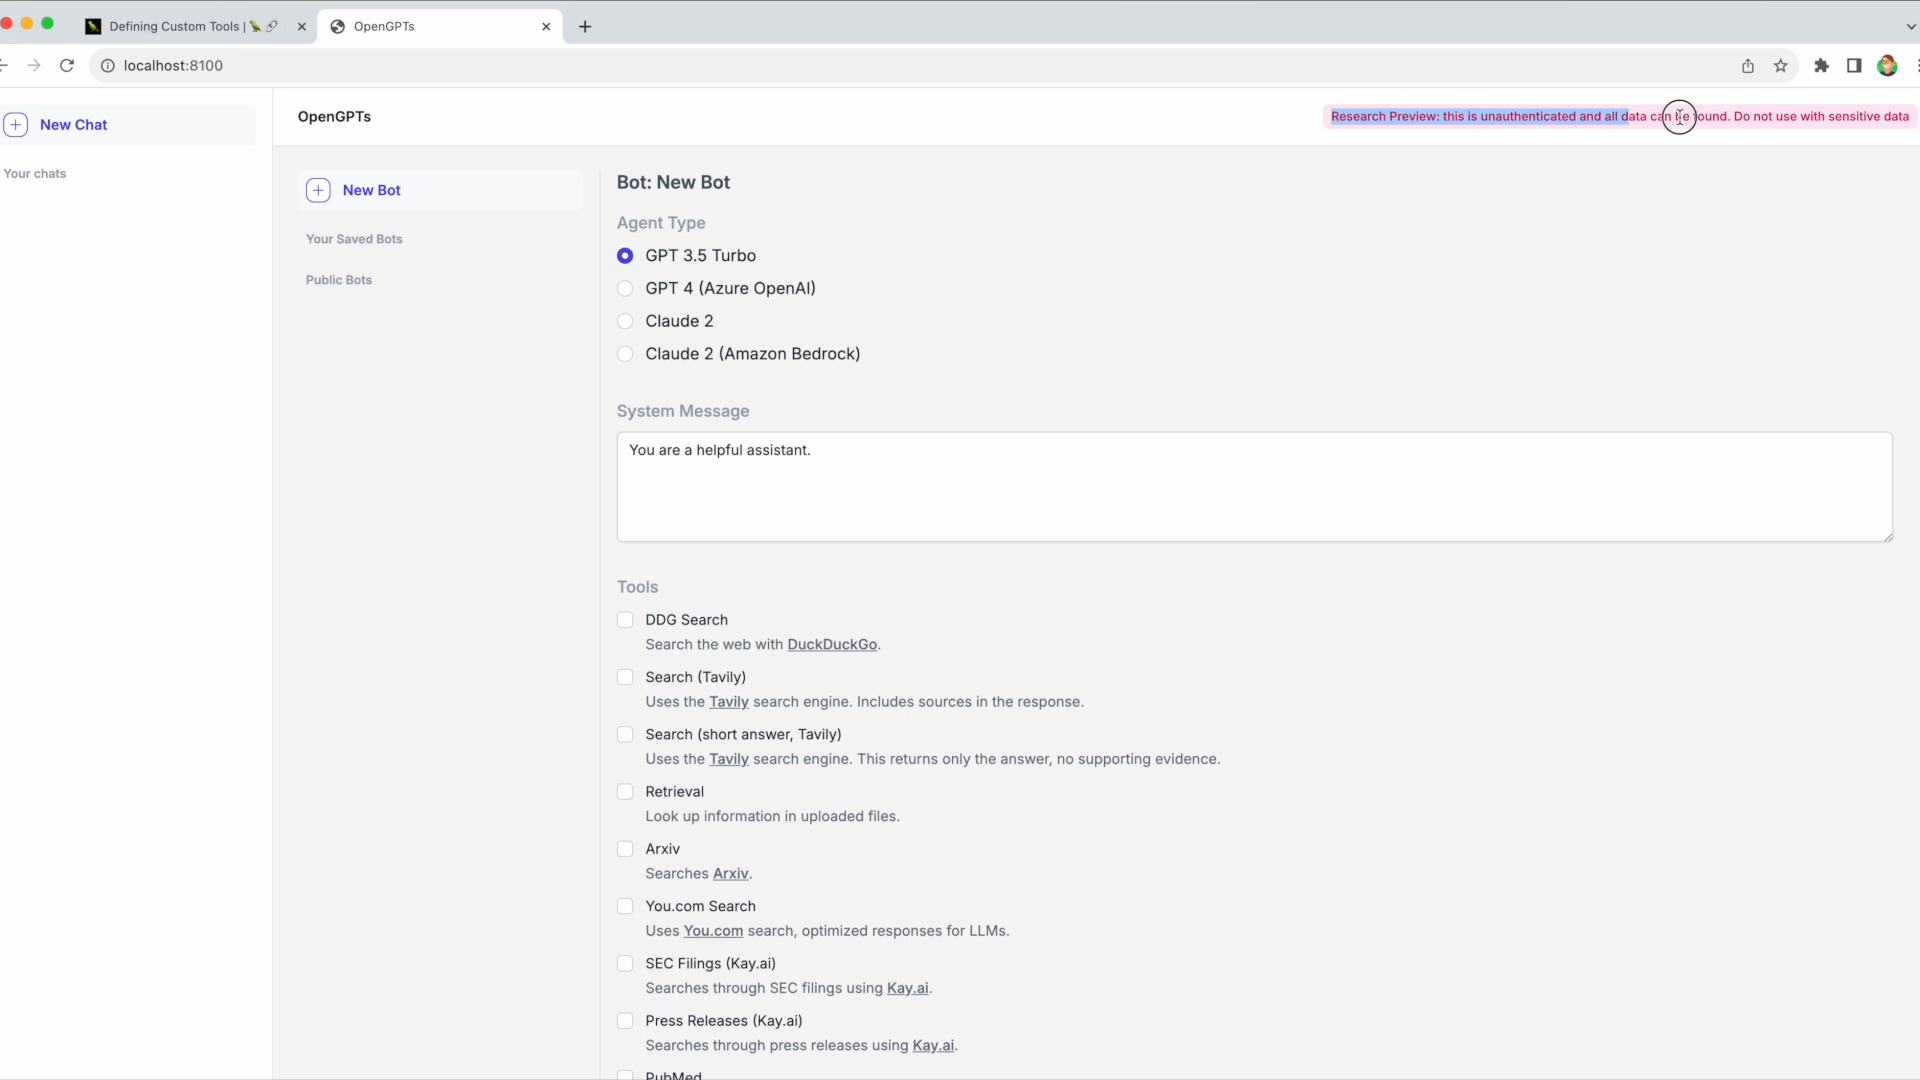 Defining Custom Tools |
OpenGPTs
localhost:8100
New Chat
Your chats
OpenGPTs
Research Preview: this is unauthenticated and all data can be found. Do not use with sensitive data
New Bot
Your Saved Bots
Public Bots
Bot: New Bot
Agent Type
GPT 3.5 Turbo
GPT 4 (Azure OpenAI)
Claude 2
Claude 2 (Amazon Bedrock)
System Message
You are a helpful assistant.
Tools
DDG Search
Search the web with DuckDuckGo.
Search (Tavily)
Uses the Tavily search engine. Includes sources in the response.
Search (short answer, Tavily)
Uses the Tavily search engine. This returns only the answer, no supporting evidence.
Retrieval
Look up information in uploaded files.
Arxiv
Searches Arxiv.
You.com Search
Uses You.com search, optimized responses for LLMs.
SEC Filings (Kay.ai)
Searches through SEC filings using Kay.ai.
Press Releases (Kay.ai)
Searches through press releases using Kay.ai.
PubMed